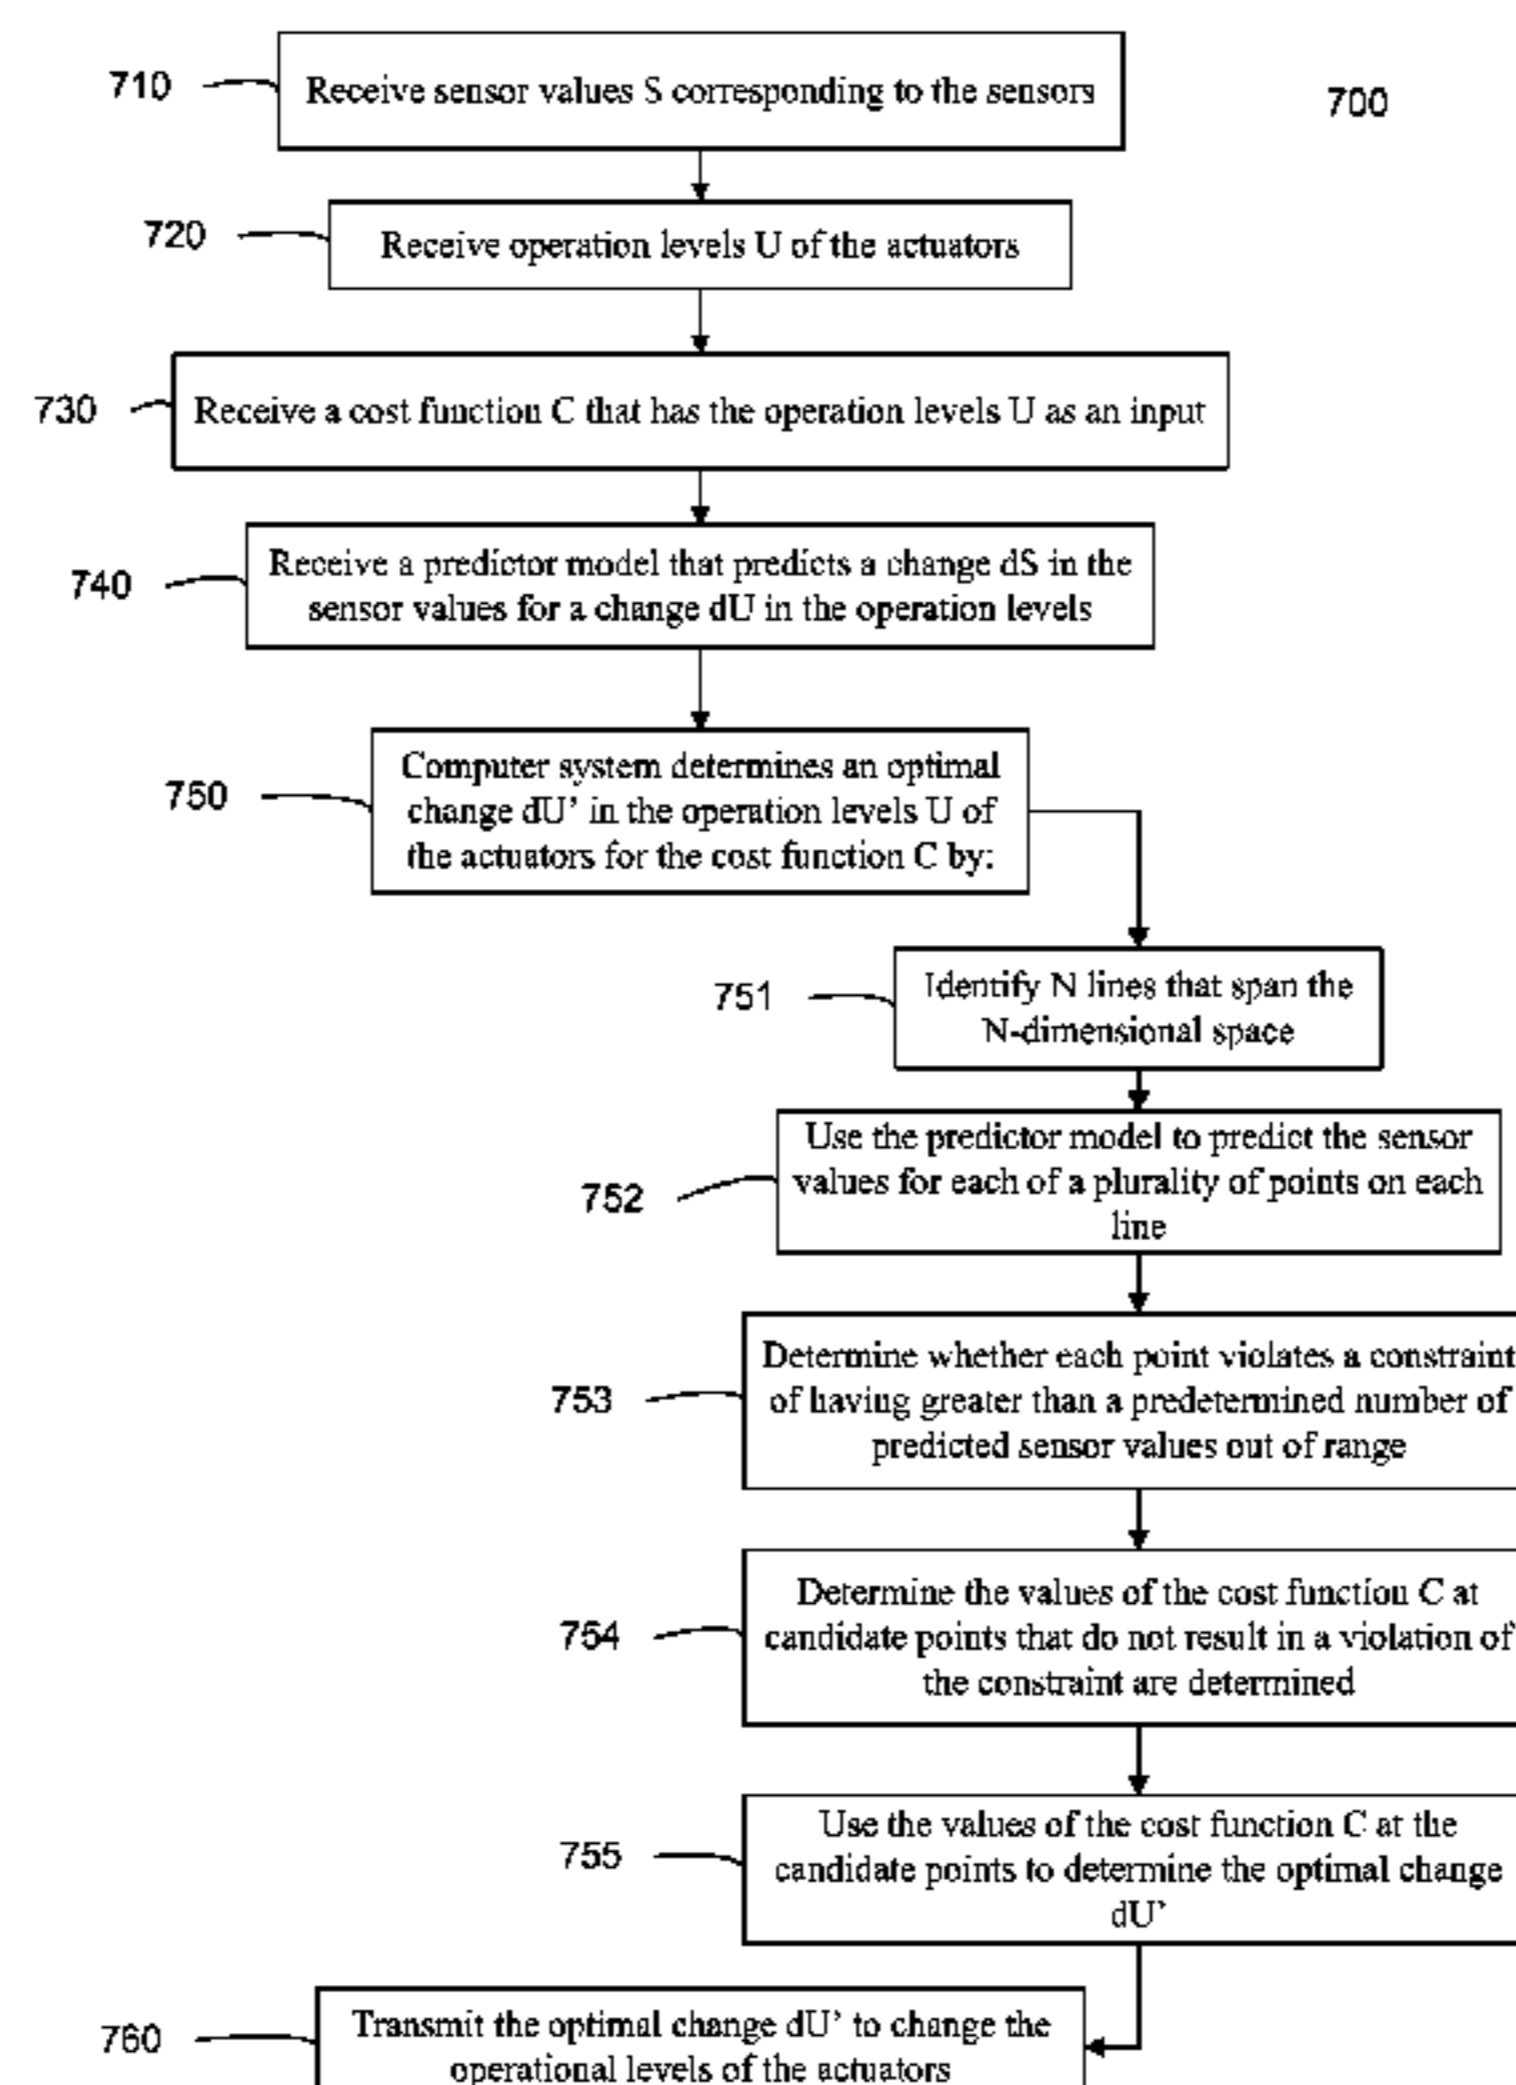 710
Receive sensor values S corresponding to the sensors
700
720
Receive operation levels U of the actuators
730
Receive a cost function C that has the operation levels U as an input
740
Receive a predictor model that predicts a change dS in the
sensor values for a change dU in the operation levels
750
Computer system determines an optimal
change dU’ in the operation levels U of
the actuators for the cost function C by:
751
Identify N lines that span the
N-dimensional space
752
Use the predictor model to predict the sensor
values for each of a plurality of points on each
line
753
Determine whether each point violates a constraint
of having greater than a predetermined number of
predicted sensor values out of range
754
Determine the values of the cost function C at
candidate points that do not result in a violation of
the constraint are determined
755
Use the values of the cost function C at the
candidate points to determine the optimal change
dU’
760
Transmit the optimal change dU’ to change the
operational levels of the actuators